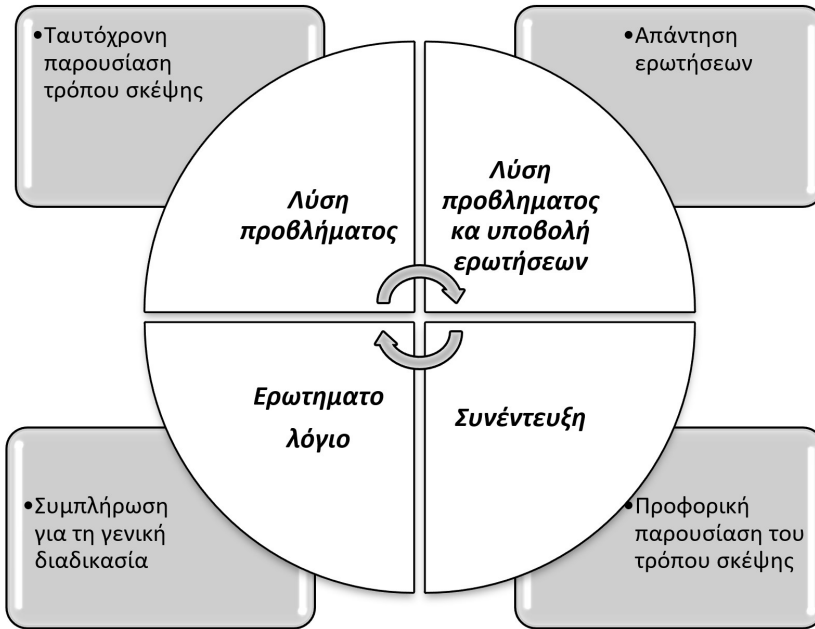 •Ταυτόχρονη
παρουσίαση
τρόπου σκέψης
•Απάντηση
ερωτήσεων
Λύση
προβλήματος
Λύση
προβληματος
κα υποβολή
ερωτήσεων
Ερωτηματο
λόγιο
Συνέντευξη
•Συμπλήρωση
για τη γενική
διαδικασία
•Προφορική
παρουσίαση του
τρόπου σκέψης